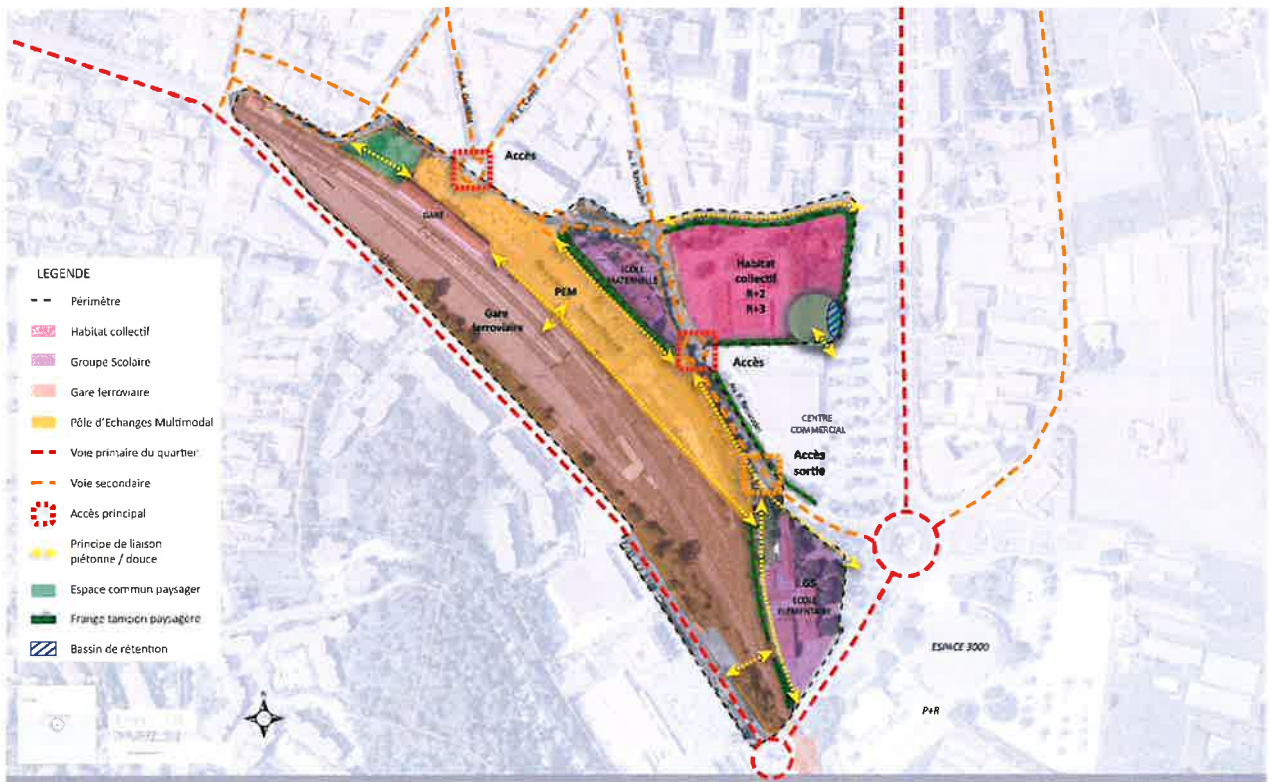 Accès
GARE
ECOLE
MATERNELLE
Habitat
collectif
R+2
R+3
PEM
Gare
ferroviaire
Accès
CENTRE
COMMERCIAL
Accès
sortie
ECOLE
ELEMENTAIRE
ESPACE 3000
P+R
LEGENDE
Périmètre
Habitat collectif
Groupe Scolaire
Gare ferroviaire
Pôle d'Echanges Multimodal
Voie primaire du quartier
Voie secondaire
Accès principal
Principe de liaison
piétonne / douce
Espace commun paysager
Frange tampon paysagère
Bassin de rétention